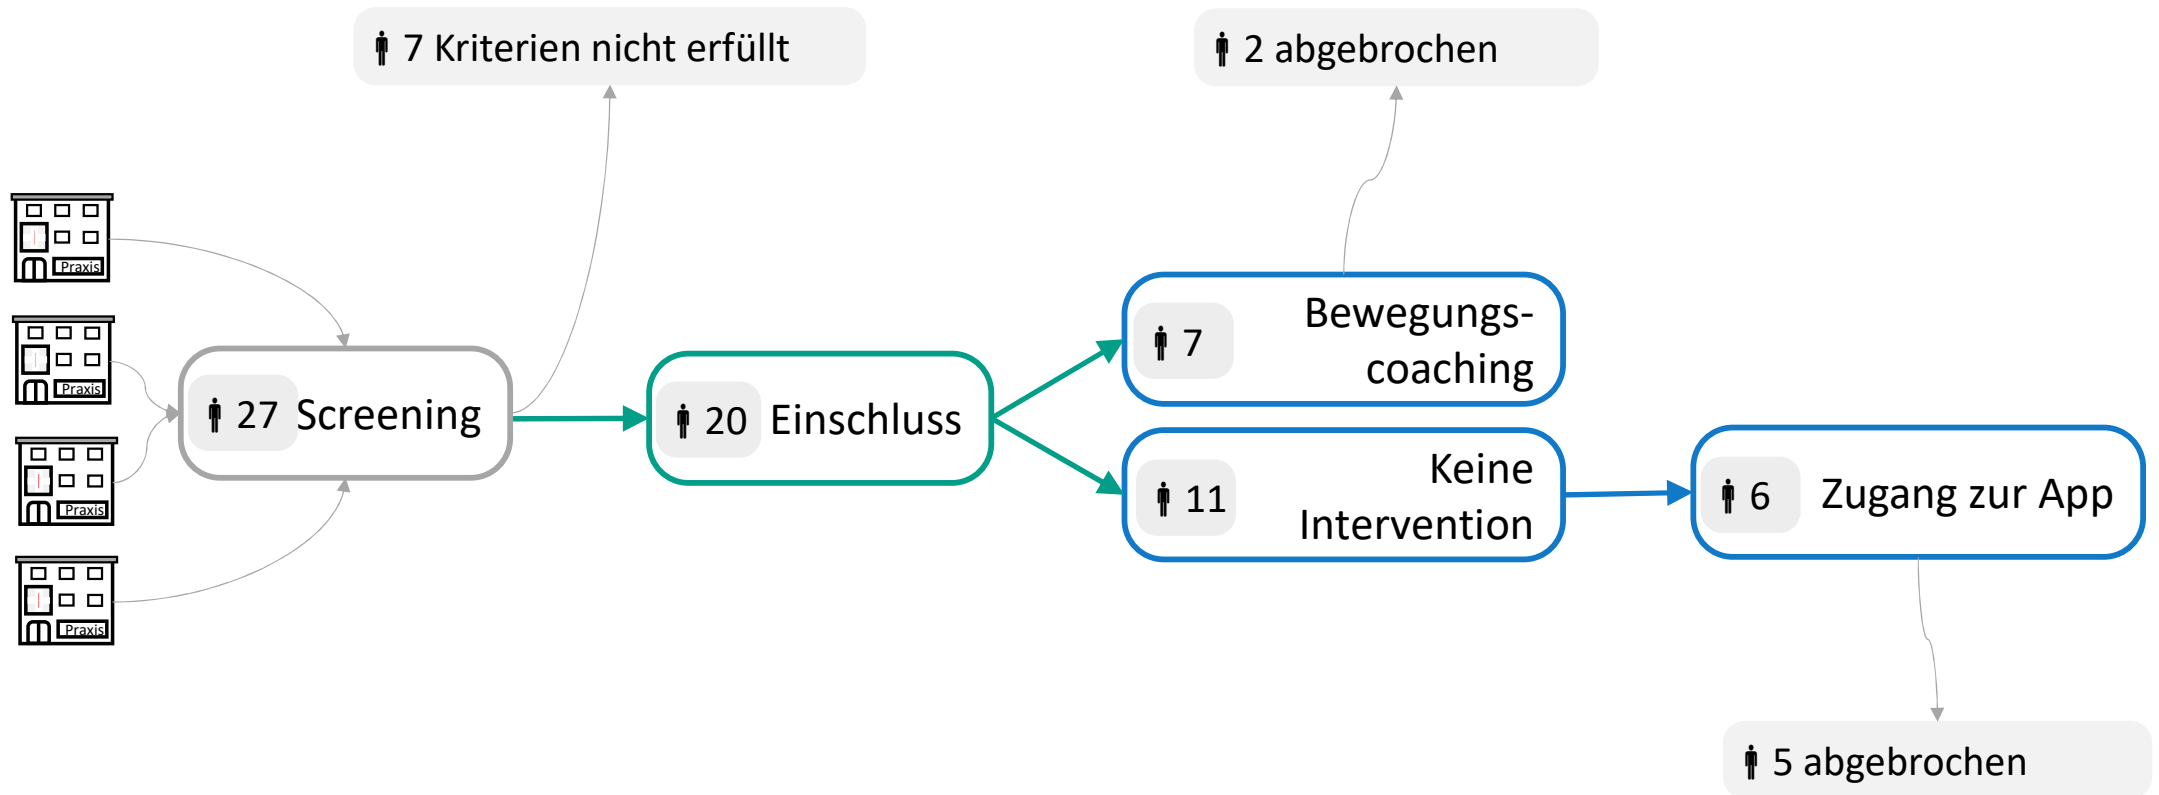 7 Kriterien nicht erfüllt
2 abgebrochen
Praxis
Praxis
Praxis
Praxis
27 Screening
20 Einschluss
7 Bewegungs-
coaching
11 Keine
Intervention
6 Zugang zur App
5 abgebrochen